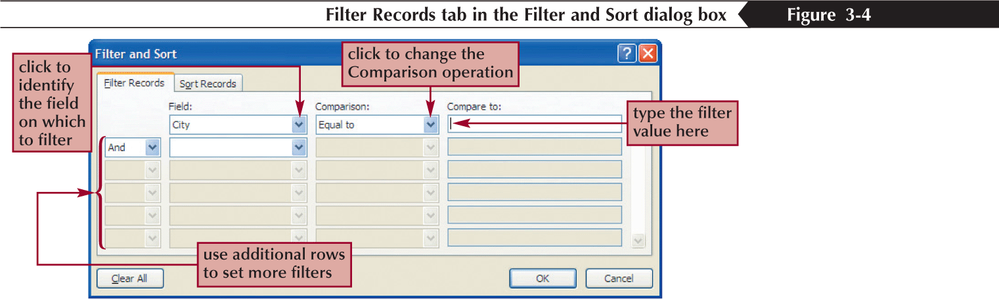 Filter Records tab in the Filter and Sort dialog box
Figure 3-4
Filter and Sort
click to
identify
the field
on which
to filter
click to change the
Comparison operation
Filter Records
Sort Records
Field:
Comparison:
Compare to:
City
Equal to
type the filter
value here
And
use additional rows
to set more filters
Clear All
OK
Cancel